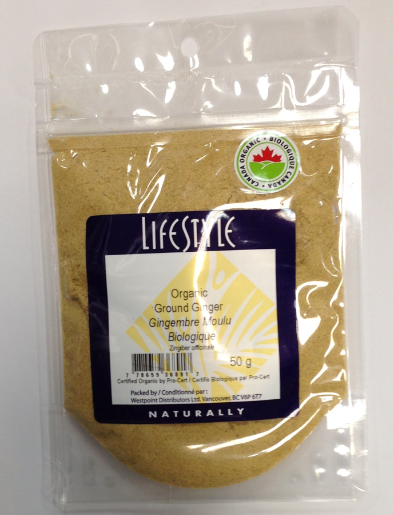 CANADA ORGANIC • BIOLOGIQUE CANADA •
LIFESTYLE
Organic
Ground Ginger
Gingembre Moulu
Biologique
Zingiber officinale
50 g
Certified Organic by Pro-Cert / Certifié Biologique par Pro-Cert
Packed by / Conditionné par :
Westpoint Distributors Ltd. Vancouver, BC V8P 6T7
NATURALLY